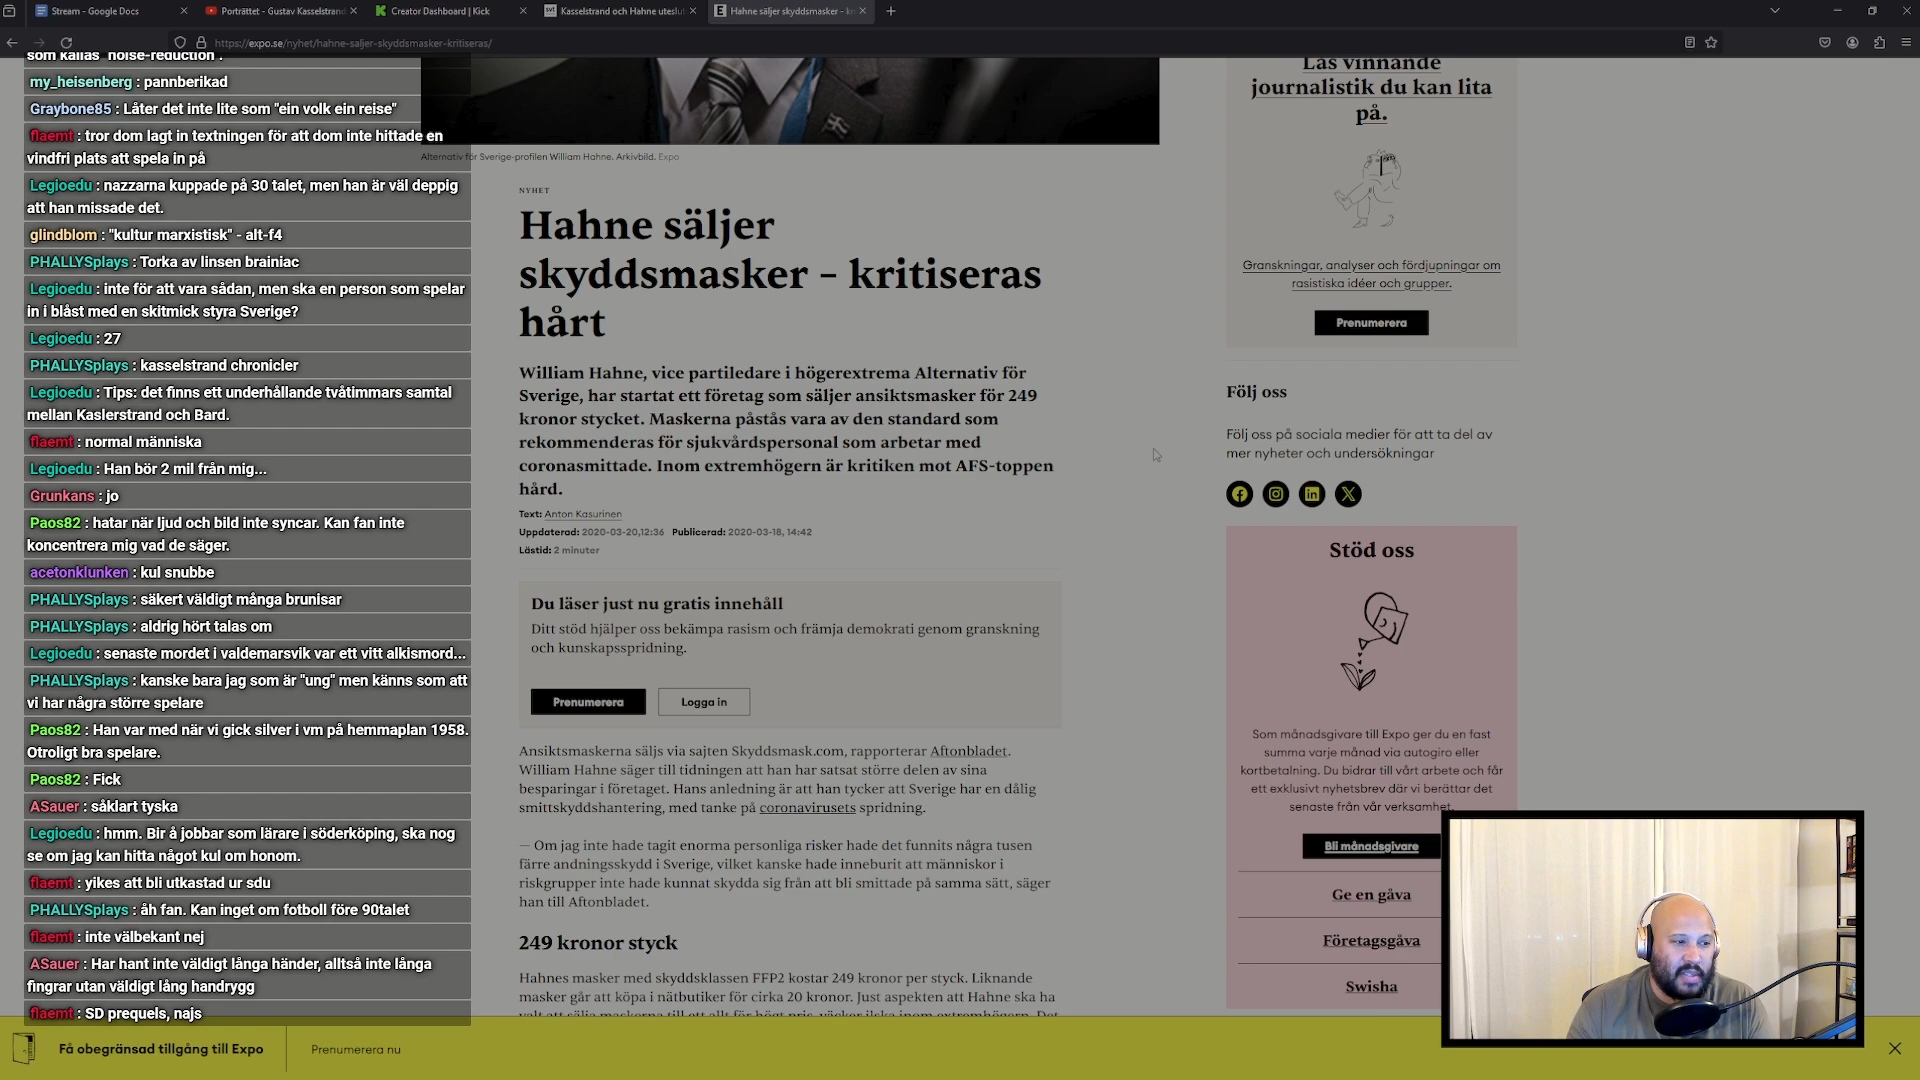 Stream - Google Docs
Porträttet - Gustav Kasselstrand
Creator Dashboard | Kick
Kasselstrand och Hahne uteslut
Hahne säljer skyddsmasker - kr
https://expo.se/nyhet/hahne-saljer-skyddsmasker-kritiseras/
som kallas "noise-reduction".
my_heisenberg : pannberikad
Graybone85 : Låter det inte lite som "ein volk ein reise"
flaemt : tror dom lagt in textningen för att dom inte hittade en
vindfri plats att spela in på
Legioedu : nazzarna kuppade på 30 talet, men han är väl deppig
att han missade det.
glindblom : "kultur marxistisk" - alt-f4
PHALLYSplays : Torka av linsen brainiac
Legioedu : inte för att vara sådan, men ska en person som spelar
in i blåst med en skitmick styra Sverige?
Legioedu : 27
PHALLYSplays : kasselstrand chronicler
Legioedu : Tips: det finns ett underhållande tvåtimmars samtal
mellan Kaslerstrand och Bard.
flaemt : normal människa
Legioedu : Han bör 2 mil från mig...
Grunkans : jo
Paos82 : hatar när ljud och bild inte syncar. Kan fan inte
koncentrera mig vad de säger.
acetonklunken : kul snubbe
PHALLYSplays : säkert väldigt många brunisar
PHALLYSplays : aldrig hört talas om
Legioedu : senaste mordet i valdemarsvik var ett vitt alkismord...
PHALLYSplays : kanske bara jag som är "ung" men känns som att
vi har några större spelare
Paos82 : Han var med när vi gick silver i vm på hemmaplan 1958.
Otroligt bra spelare.
Paos82 : Fick
ASauer : såklart tyska
Legioedu : hmm. Bir å jobbar som lärare i söderköping, ska nog
se om jag kan hitta något kul om honom.
flaemt : yikes att bli utkastad ur sdu
PHALLYSplays : åh fan. Kan inget om fotboll före 90talet
flaemt : inte välbekant nej
ASauer : Har hant inte väldigt långa händer, alltså inte långa
fingrar utan väldigt lång handrygg
flaemt : SD prequels, najs
Alternativ för Sverige-profilen William Hahne. Arkivbild. Expo
NYHET
Hahne säljer
skyddsmasker – kritiseras
hårt
William Hahne, vice partiledare i högerextrema Alternativ för
Sverige, har startat ett företag som säljer ansiktsmasker för 249
kronor stycket. Maskerna påstås vara av den standard som
rekommenderas för sjukvårdspersonal som arbetar med
coronasmittade. Inom extremhögern är kritiken mot AFS-toppen
hård.
Text: Anton Kasurinen
Uppdaterad: 2020-03-20,12:36 Publicerad: 2020-03-18, 14:42
Lästid: 2 minuter
Du läser just nu gratis innehåll
Ditt stöd hjälper oss bekämpa rasism och främja demokrati genom granskning
och kunskapsspridning.
Prenumerera
Logga in
Ansiktsmaskerna säljs via sajten Skyddsmask.com, rapporterar Aftonbladet.
William Hahne säger till tidningen att han har satsat större delen av sina
besparingar i företaget. Hans anledning är att han tycker att Sverige har en dålig
smittskyddshantering, med tanke på coronavirusets spridning.
— Om jag inte hade tagit enorma personliga risker hade det funnits några tusen
färre andningsskydd i Sverige, vilket kanske hade inneburit att människor i
riskgrupper inte hade kunnat skydda sig från att bli smittade på samma sätt, säger
han till Aftonbladet.
249 kronor styck
Hahnes masker med skyddsklassen FFP2 kostar 249 kronor per styck. Liknande
masker går att köpa i nätbutiker för cirka 20 kronor. Just aspekten att Hahne ska ha
valt att sälja maskerna till ett allt för högt pris, väcker ilska inom extremhögern. Det
Läs vinnande
journalistik du kan lita
på.
Granskningar, analyser och fördjupningar om
rasistiska idéer och grupper.
Prenumerera
Följ oss
Följ oss på sociala medier för att ta del av
mer nyheter och undersökningar
Stöd oss
Som månadsgivare till Expo ger du en fast
summa varje månad via autogiro eller
kortbetalning. Du bidrar till vårt arbete och får
ett exklusivt nyhetsbrev där vi berättar det
senaste från vår verksamhet.
Bli månadsgivare
Ge en gåva
Företagsgåva
Swisha
Få obegränsad tillgång till Expo
Prenumerera nu